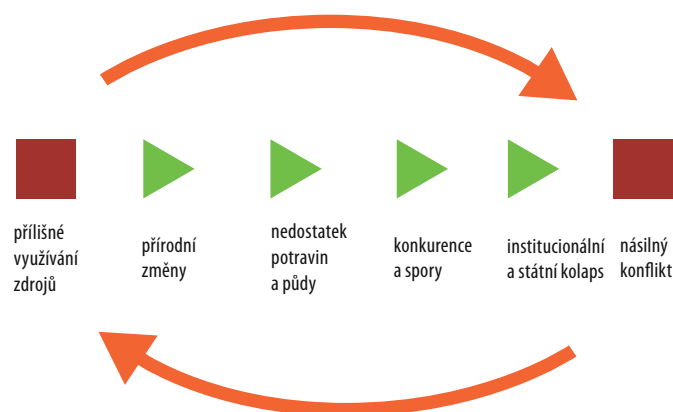 přílišné
využívání
zdrojů
přírodní
změny
nedostatek
potravin
a půdy
konkurence
a spory
institucionální
a státní kolaps
násilný
konflikt